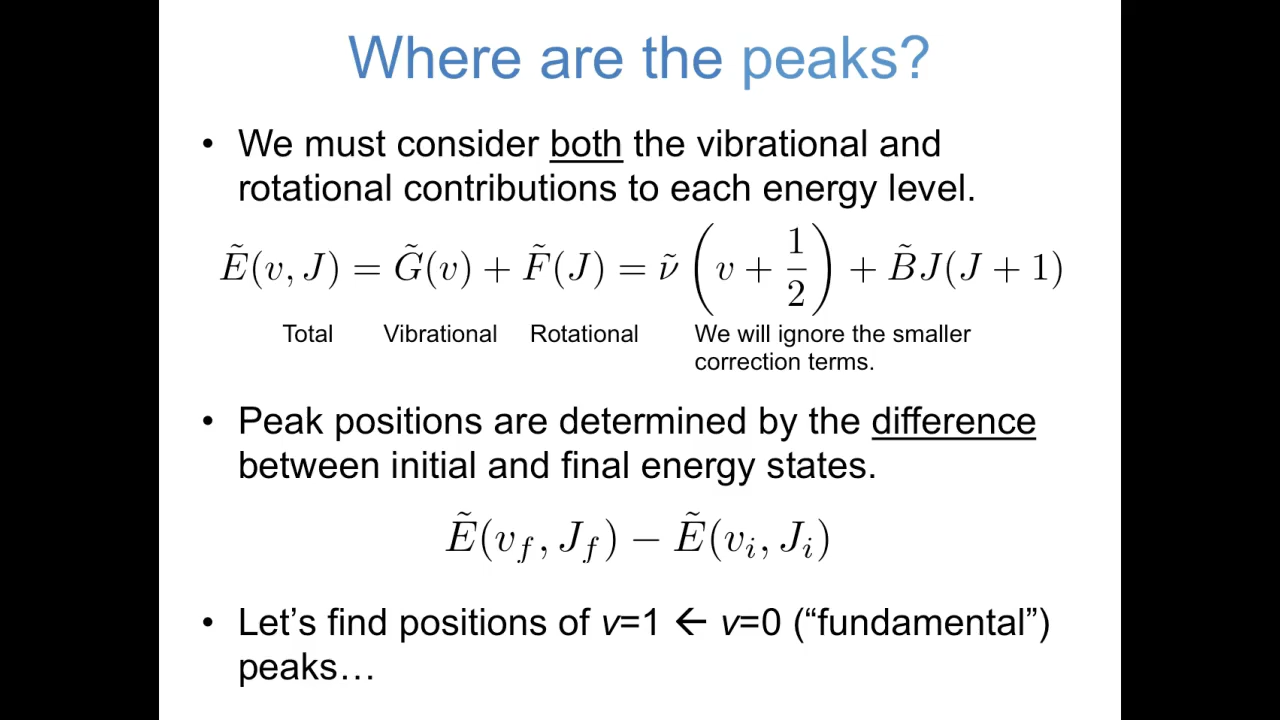 Where are the peaks?
• We must consider both the vibrational and
rotational contributions to each energy level.
Ẽ(v, J) = G̃(v) + F̃(J) = ν̃ (v + 1/2) + B̃J(J + 1)
Total Vibrational Rotational We will ignore the smaller
correction terms.
• Peak positions are determined by the difference
between initial and final energy states.
Ẽ(v_f, J_f) − Ẽ(v_i, J_i)
• Let's find positions of v=1 ← v=0 (“fundamental”)
peaks…